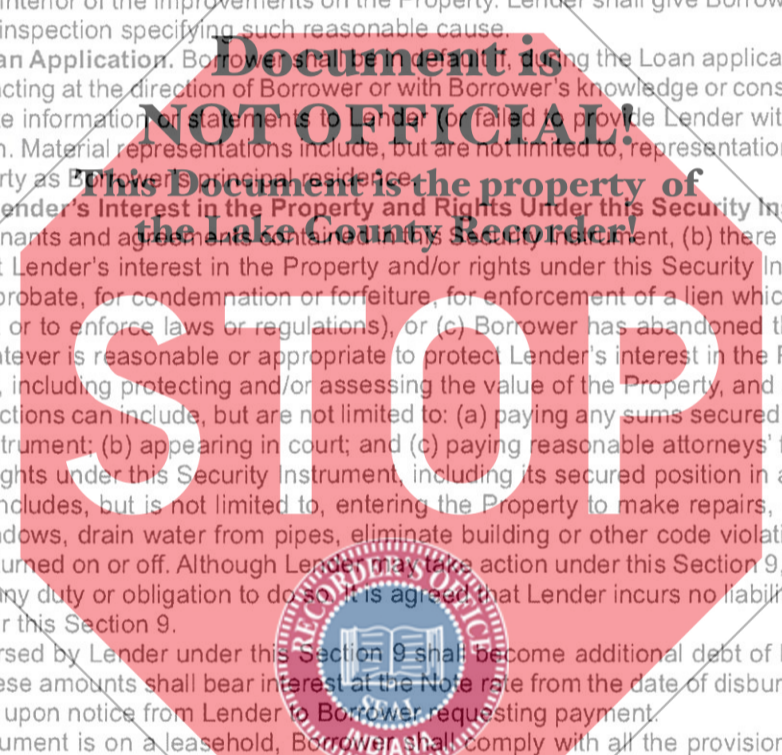 interior of the improvements on the Property. Lender shall give Borrow
inspection specifying such reasonable cause.
an Application. Borrower shall be in default if, during the Loan applica
acting at the direction of Borrower or with Borrower's knowledge or cons
e information or statements to Lender (or failed to provide Lender wit
n. Material representations include, but are not limited to, representation
rty as Borrower's principal residence.
ender's Interest in the Property and Rights Under this Security Ins
nants and agreements contained in this Security Instrument, (b) there
t Lender's interest in the Property and/or rights under this Security In
probate, for condemnation or forfeiture, for enforcement of a lien whic
or to enforce laws or regulations), or (c) Borrower has abandoned t
atever is reasonable or appropriate to protect Lender's interest in the P
, including protecting and/or assessing the value of the Property, and
ctions can include, but are not limited to: (a) paying any sums secured
trument; (b) appearing in court; and (c) paying reasonable attorneys'
ghts under this Security Instrument, including its secured position in a
ncludes, but is not limited to, entering the Property to make repairs,
ndows, drain water from pipes, eliminate building or other code violati
urned on or off. Although Lender may take action under this Section 9,
any duty or obligation to do so. It is agreed that Lender incurs no liabili
r this Section 9.
rsed by Lender under this Section 9 shall become additional debt of
ese amounts shall bear interest at the Note rate from the date of disbur
upon notice from Lender to Borrower requesting payment.
ument is on a leasehold, Borrower shall comply with all the provision
Document is
NOT OFFICIAL!
This Document is the property of
the Lake County Recorder!
STOP
RECORDER'S OFFICE
SEAL
INDIANA